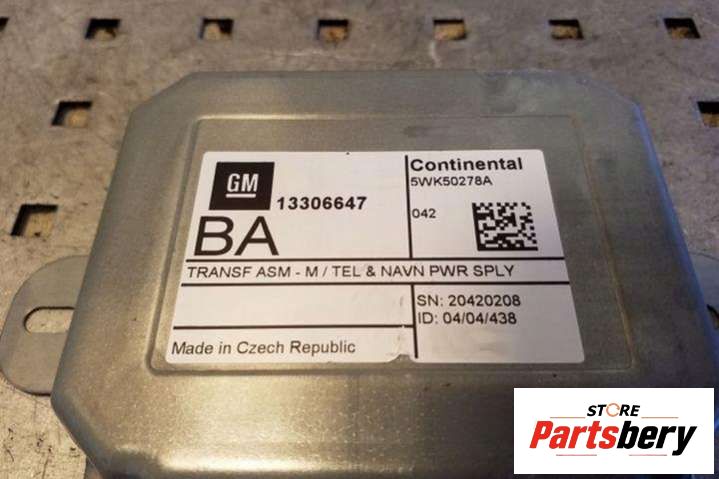 GM
13306647
BA
Continental
5WK50278A
042
TRANSF ASM - M / TEL & NAVN PWR SPLY
SN: 20420208
ID: 04/04/438
Made in Czech Republic
STORE
Partsbery